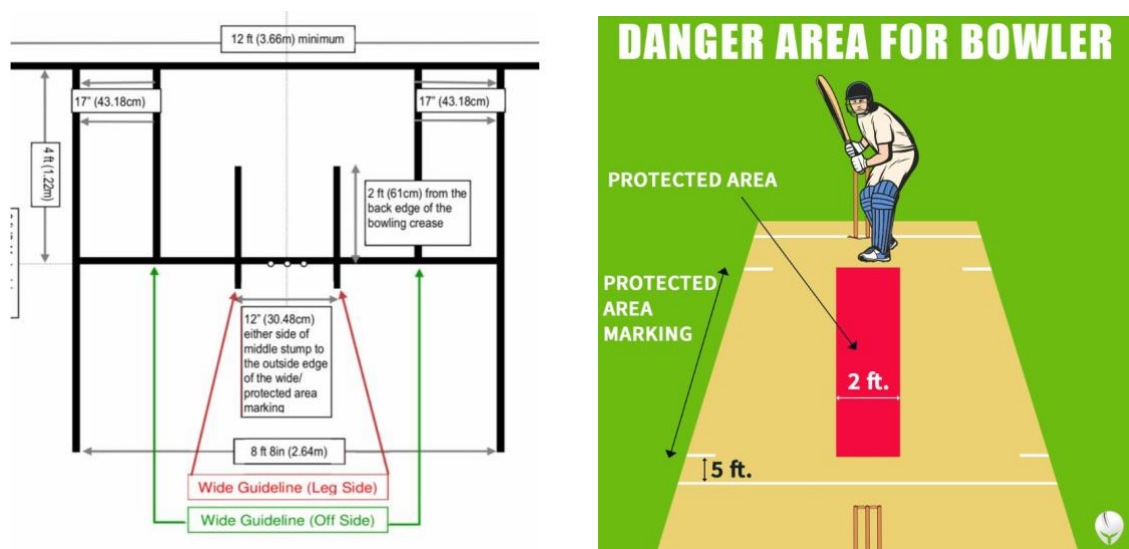 12 ft (3.66m) minimum
17" (43.18cm)
17" (43.18cm)
4 ft (1.22m)
2 ft (61cm) from the
back edge of the
bowling crease
12" (30.48cm)
either side of
middle stump to
the outside edge
of the wide/
protected area
marking
8 ft 8in (2.64m)
Wide Guideline (Leg Side)
Wide Guideline (Off Side)
DANGER AREA FOR BOWLER
PROTECTED AREA
PROTECTED
AREA
MARKING
2 ft.
5 ft.